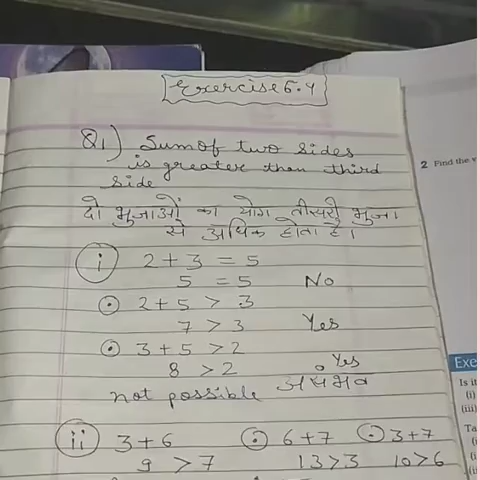 Exercise 6.4
Q1) Sum of two sides
is greater than third
side
दो भुजाओं का योग तीसरी भुजा
से अधिक होता है।
(i) 2 + 3 = 5
5 = 5 No
2 + 5 > 3
7 > 3 Yes
3 + 5 > 2
8 > 2 Yes
not possible असंभव
(ii) 3 + 6 6 + 7 3 + 7
9 > 7 13 > 3 10 > 6
2 Find the
Exe
Is it
(i)
(iii)
Ta